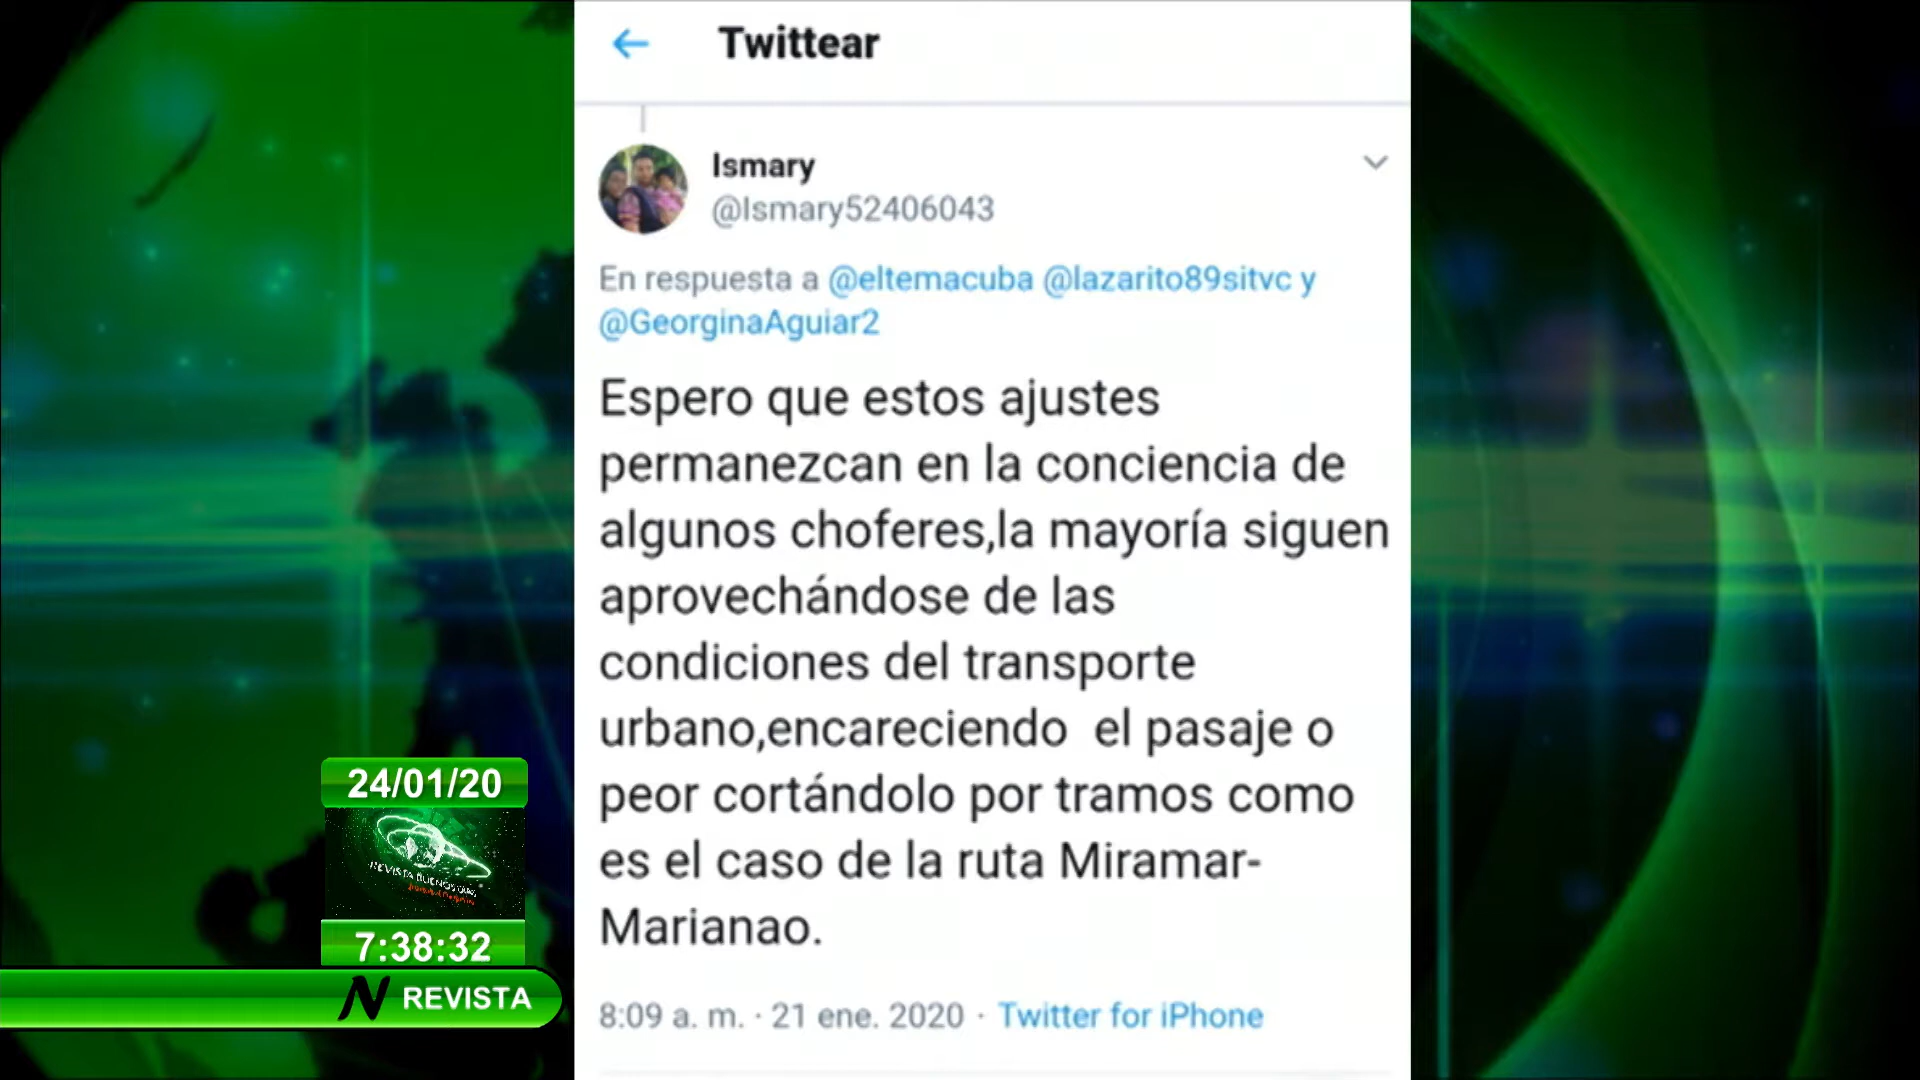 Twittear
Ismary
@Ismary52406043
En respuesta a @eltemacuba @lazarito89sitvc y
@GeorginaAguiar2
Espero que estos ajustes
permanezcan en la conciencia de
algunos choferes,la mayoría siguen
aprovechándose de las
condiciones del transporte
urbano,encareciendo  el pasaje o
peor cortándolo por tramos como
es el caso de la ruta Miramar-
Marianao.
8:09 a. m. · 21 ene. 2020 · Twitter for iPhone
24/01/20
REVISTA BUENOS DÍAS
7:38:32
N REVISTA